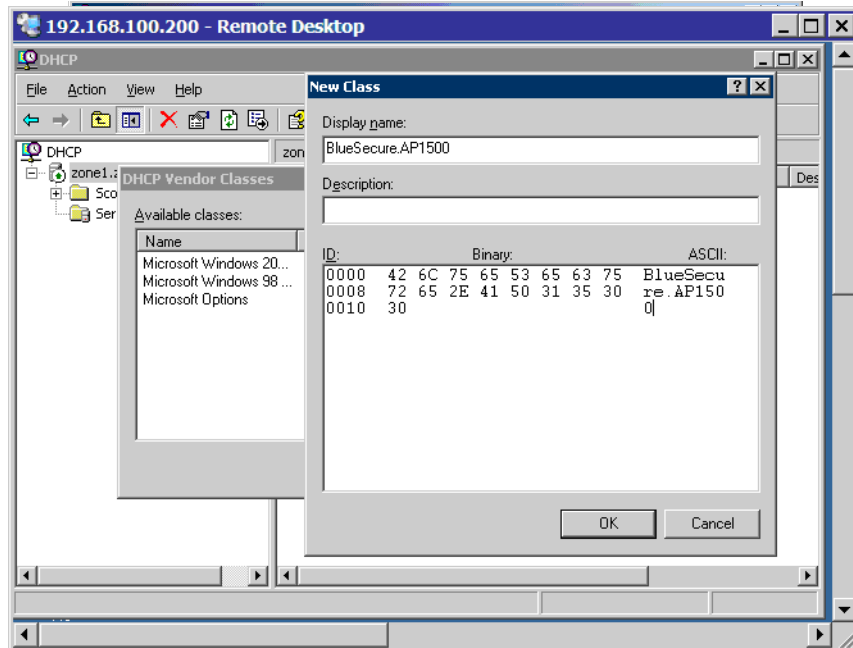 192.168.100.200 - Remote Desktop
DHCP
File Action View Help
DHCP
zone1.
Sco
Ser
zon
Des
DHCP Vendor Classes
Available classes:
Name
Microsoft Windows 20...
Microsoft Windows 98 ...
Microsoft Options
New Class
Display name:
BlueSecure.AP1500
Description:
ID: Binary: ASCII:
0000 42 6C 75 65 53 65 63 75 BlueSecu
0008 72 65 2E 41 50 31 35 30 re.AP150
0010 30 0
OK Cancel